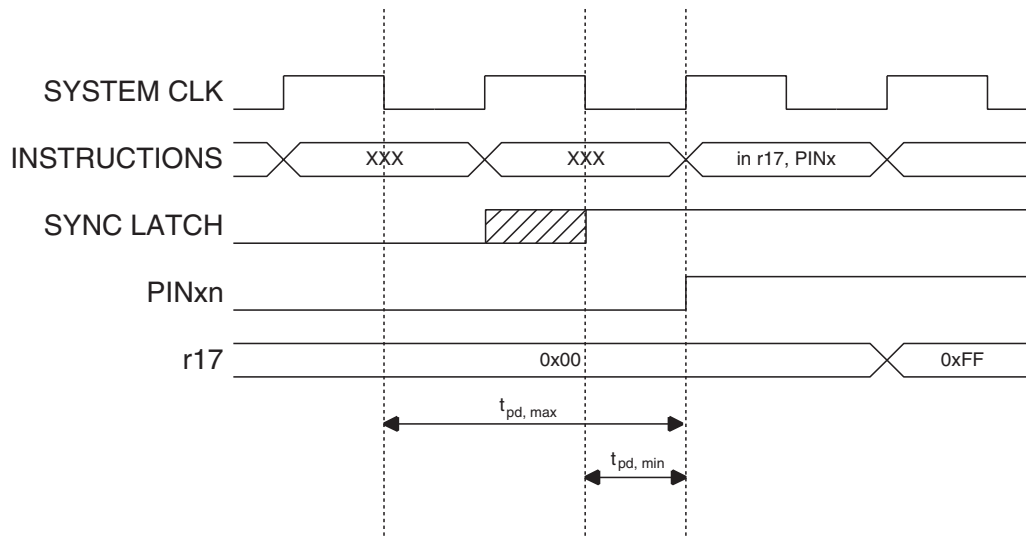 SYSTEM CLK
INSTRUCTIONS XXX XXX in r17, PINx
SYNC LATCH
PINxn
r17 0x00 0xFF
tpd, max
tpd, min